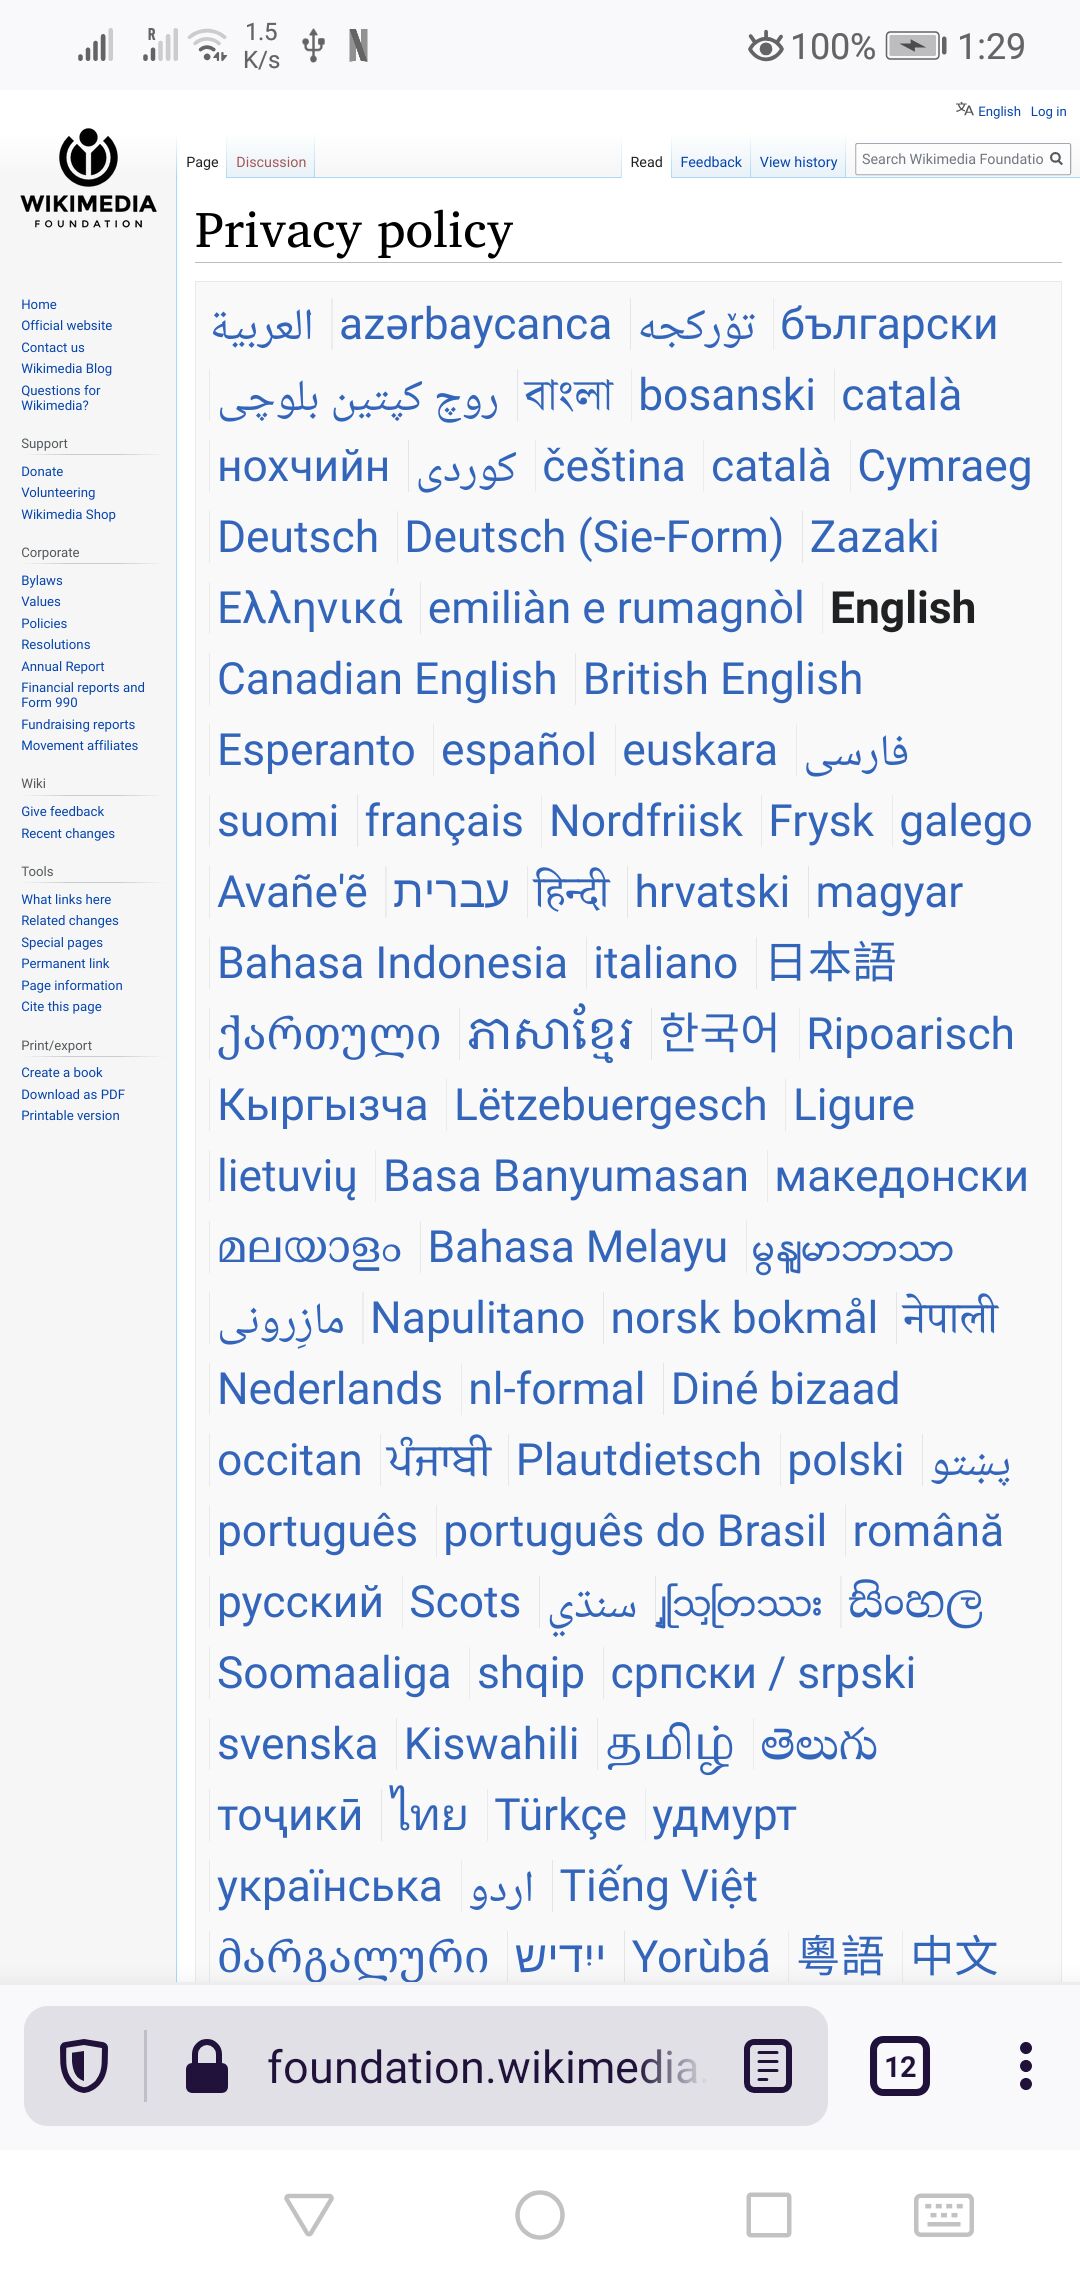 R
1.5
K/s
100%
1:29
English Log in
WIKIMEDIA
FOUNDATION
Page Discussion Read Feedback View history Search Wikimedia Foundatio
Privacy policy
Home
Official website
Contact us
Wikimedia Blog
Questions for
Wikimedia?
Support
Donate
Volunteering
Wikimedia Shop
Corporate
Bylaws
Values
Policies
Resolutions
Annual Report
Financial reports and
Form 990
Fundraising reports
Movement affiliates
Wiki
Give feedback
Recent changes
Tools
What links here
Related changes
Special pages
Permanent link
Page information
Cite this page
Print/export
Create a book
Download as PDF
Printable version
العربية azərbaycanca تۆرکجه български
روچ کپتین بلوچی বাংলা bosanski català
нохчийн کوردی čeština català Cymraeg
Deutsch Deutsch (Sie-Form) Zazaki
Ελληνικά emiliàn e rumagnòl English
Canadian English British English
Esperanto español euskara فارسی
suomi français Nordfriisk Frysk galego
Avañe'ẽ עברית हिन्दी hrvatski magyar
Bahasa Indonesia italiano 日本語
ქართული ភាសាខ្មែរ 한국어 Ripoarisch
Кыргызча Lëtzebuergesch Ligure
lietuvių Basa Banyumasan македонски
മലയാളം Bahasa Melayu မွနျမာဘာသာ
مازِرونی Napulitano norsk bokmål नेपाली
Nederlands nl-formal Diné bizaad
occitan ਪੰਜਾਬੀ Plautdietsch polski پښتو
português português do Brasil română
русский Scots سنڌي සිංහල
Soomaaliga shqip српски / srpski
svenska Kiswahili தமிழ் తెలుగు
тоҷикӣ ไทย Türkçe удмурт
українська اردو Tiếng Việt
მარგალური ייִדיש Yorùbá 粵語 中文
foundation.wikimedia.
12